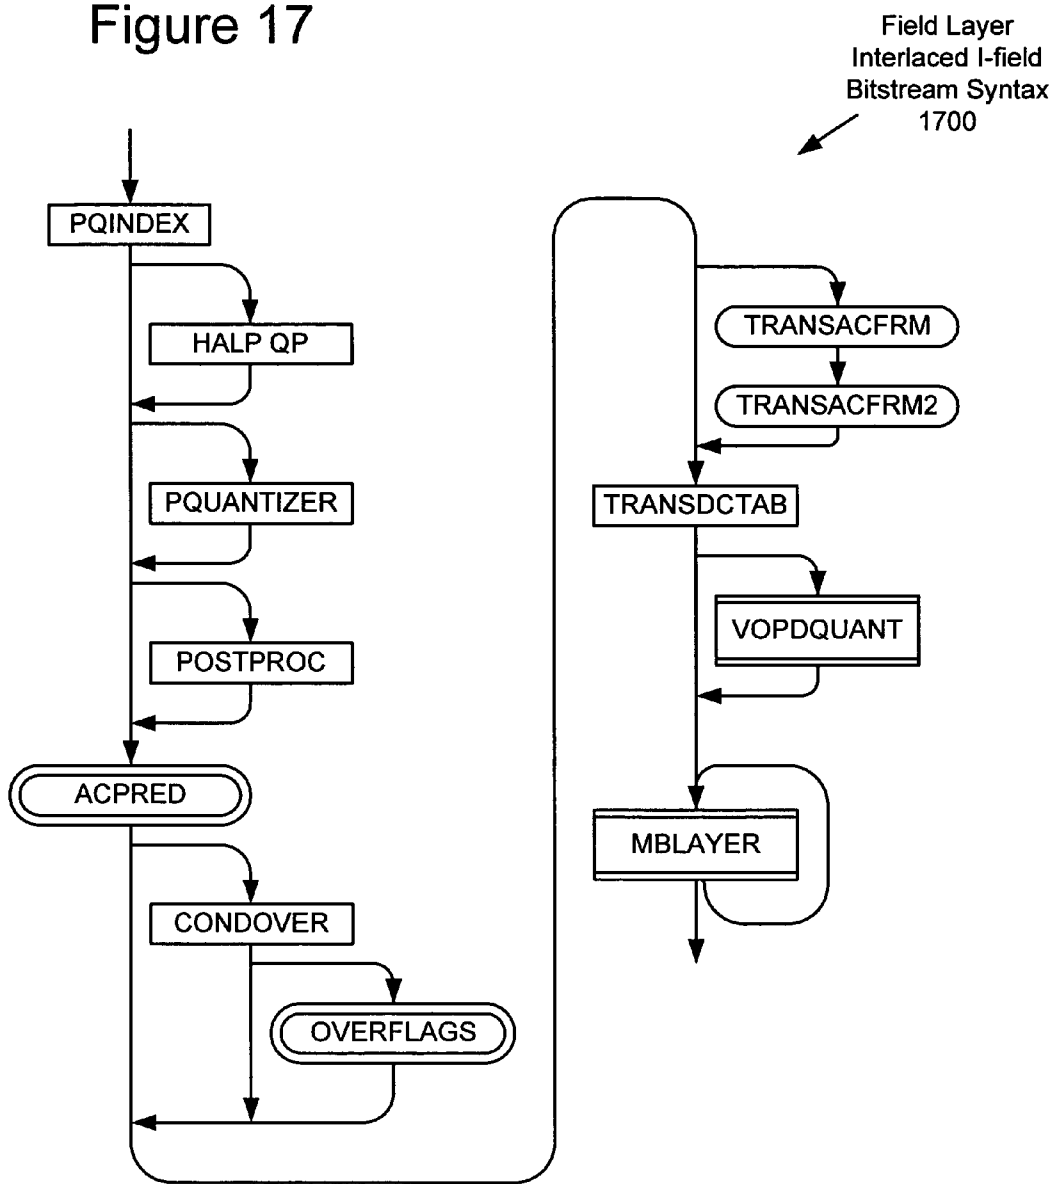 Figure 17
Field Layer
Interlaced I-field
Bitstream Syntax
1700
PQINDEX
HALP QP
PQUANTIZER
POSTPROC
ACPRED
CONDOVER
OVERFLAGS
TRANSACFRM
TRANSACFRM2
TRANSDCTAB
VOPDQUANT
MBLAYER